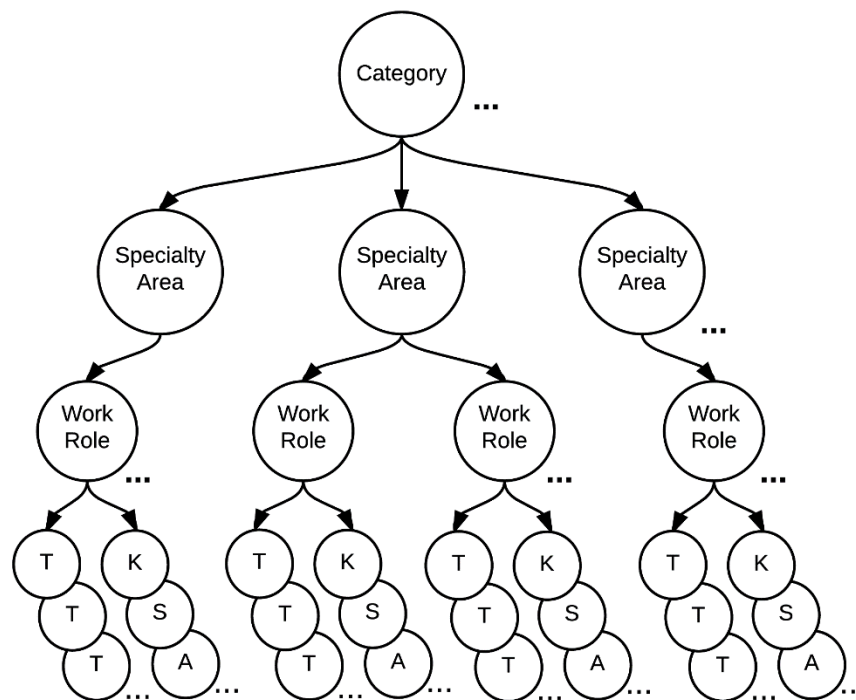 Category
...
Specialty
Area
Specialty
Area
Specialty
Area
...
Work
Role
...
Work
Role
Work
Role
...
Work
Role
...
T
K
T
K
T
K
T
K
T
S
T
S
T
S
T
S
T
A
T
A
T
A
T
A
...
...
...
...
...
...
...
...